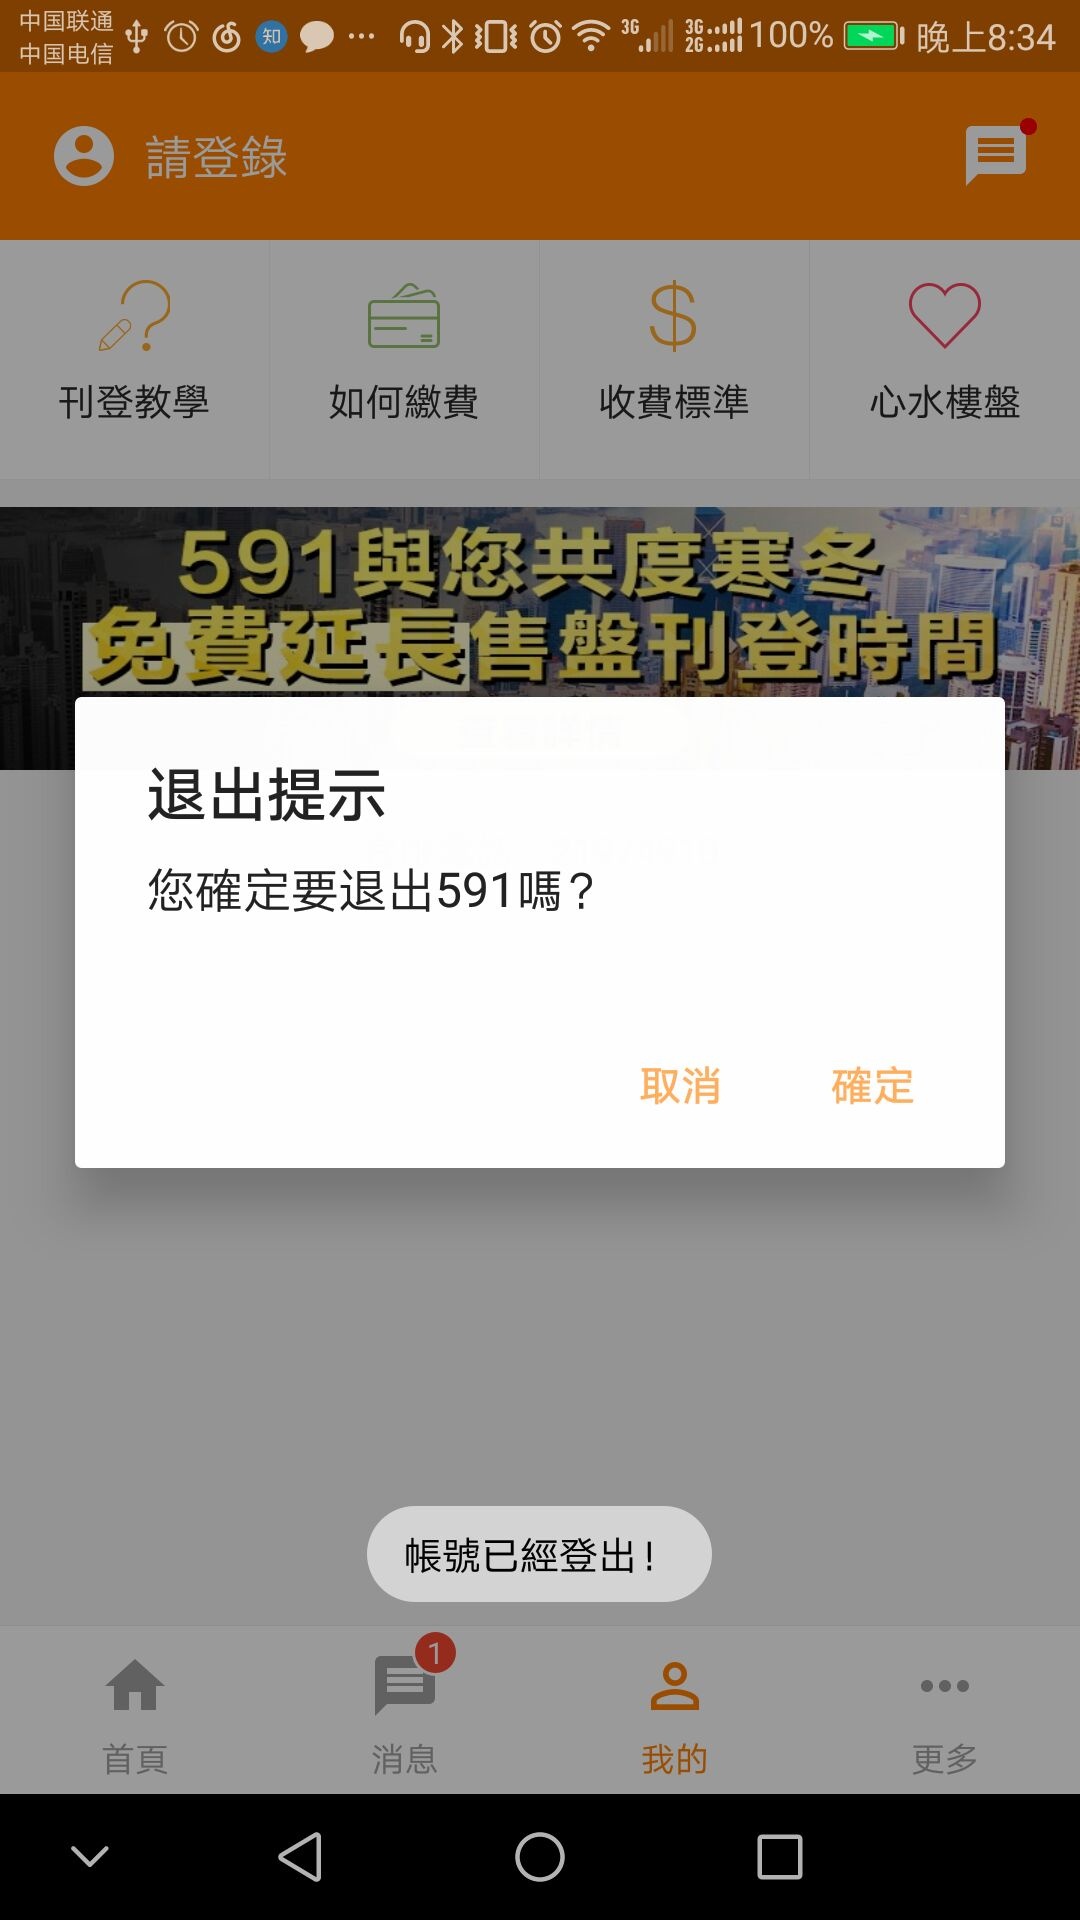 中国联通
中国电信
知
3G
3G
2G
100%
晚上8:34
請登錄
刊登教學
如何繳費
收費標準
心水樓盤
591與您共度寒冬
免費延長售盤刊登時間
退出提示
您確定要退出591嗎？
取消
確定
帳號已經登出！
1
首頁
消息
我的
更多